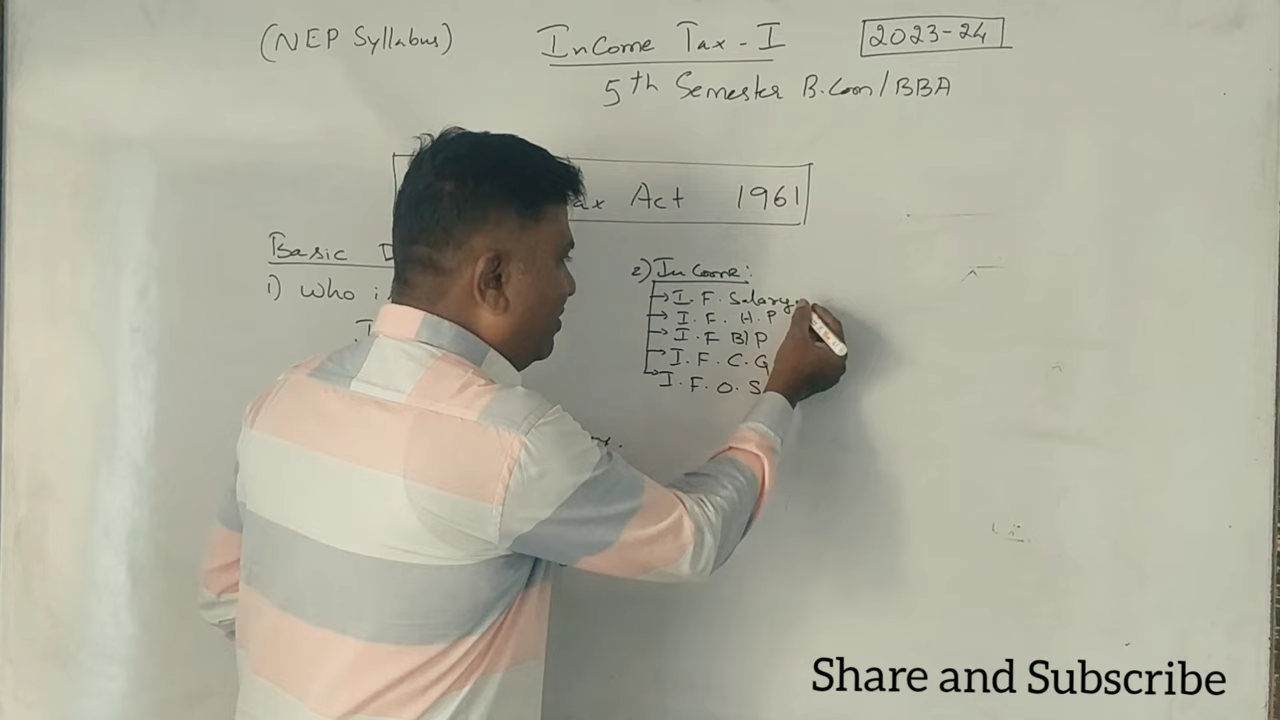 (NEP Syllabus) Income Tax - I 2023-24
5th Semester B.Com/BBA
Tax Act 1961
Basic
1) Who
2) Income:
I. F. Salary
I. F. H. P
I. F B/P
I. F. C. G
I. F. O. S
Share and Subscribe